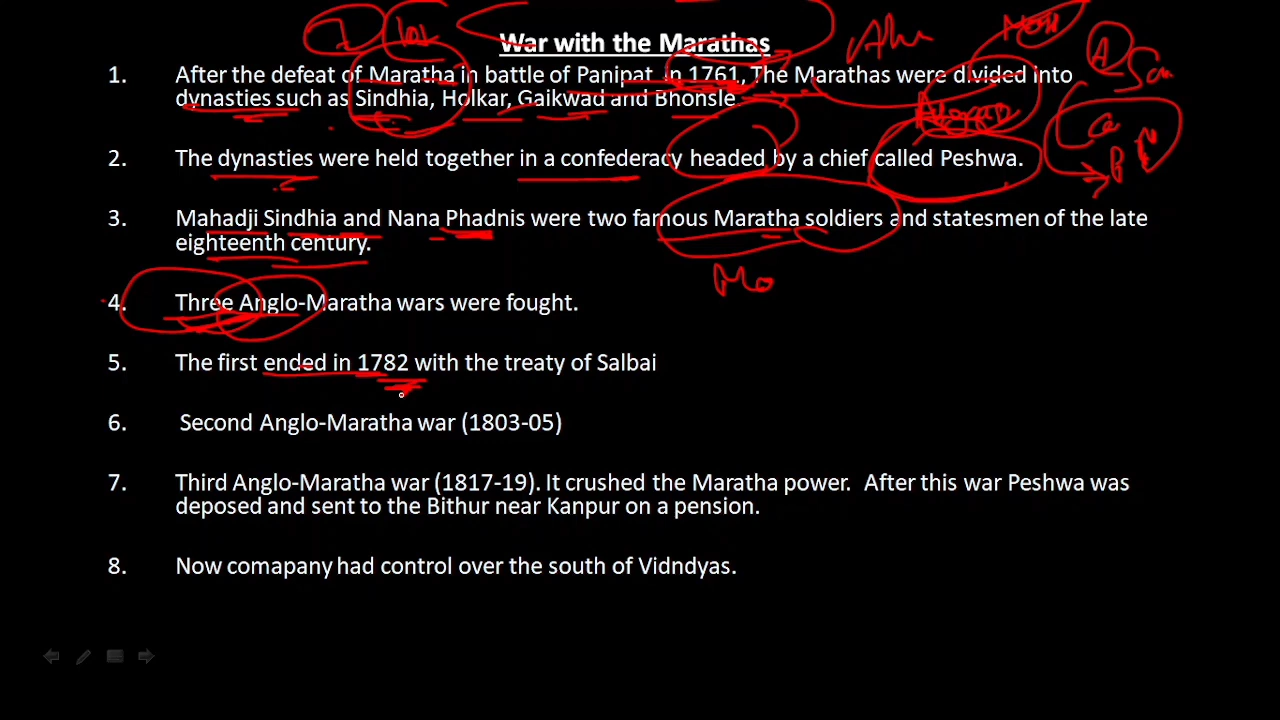 War with the Marathas
1. After the defeat of Maratha in battle of Panipat in 1761, The Marathas were divided into
dynasties such as Sindhia, Holkar, Gaikwad and Bhonsle.
2. The dynasties were held together in a confederacy headed by a chief called Peshwa.
3. Mahadji Sindhia and Nana Phadnis were two famous Maratha soldiers and statesmen of the late
eighteenth century.
4. Three Anglo-Maratha wars were fought.
5. The first ended in 1782 with the treaty of Salbai
6. Second Anglo-Maratha war (1803-05)
7. Third Anglo-Maratha war (1817-19). It crushed the Maratha power. After this war Peshwa was
deposed and sent to the Bithur near Kanpur on a pension.
8. Now comapany had control over the south of Vidndyas.